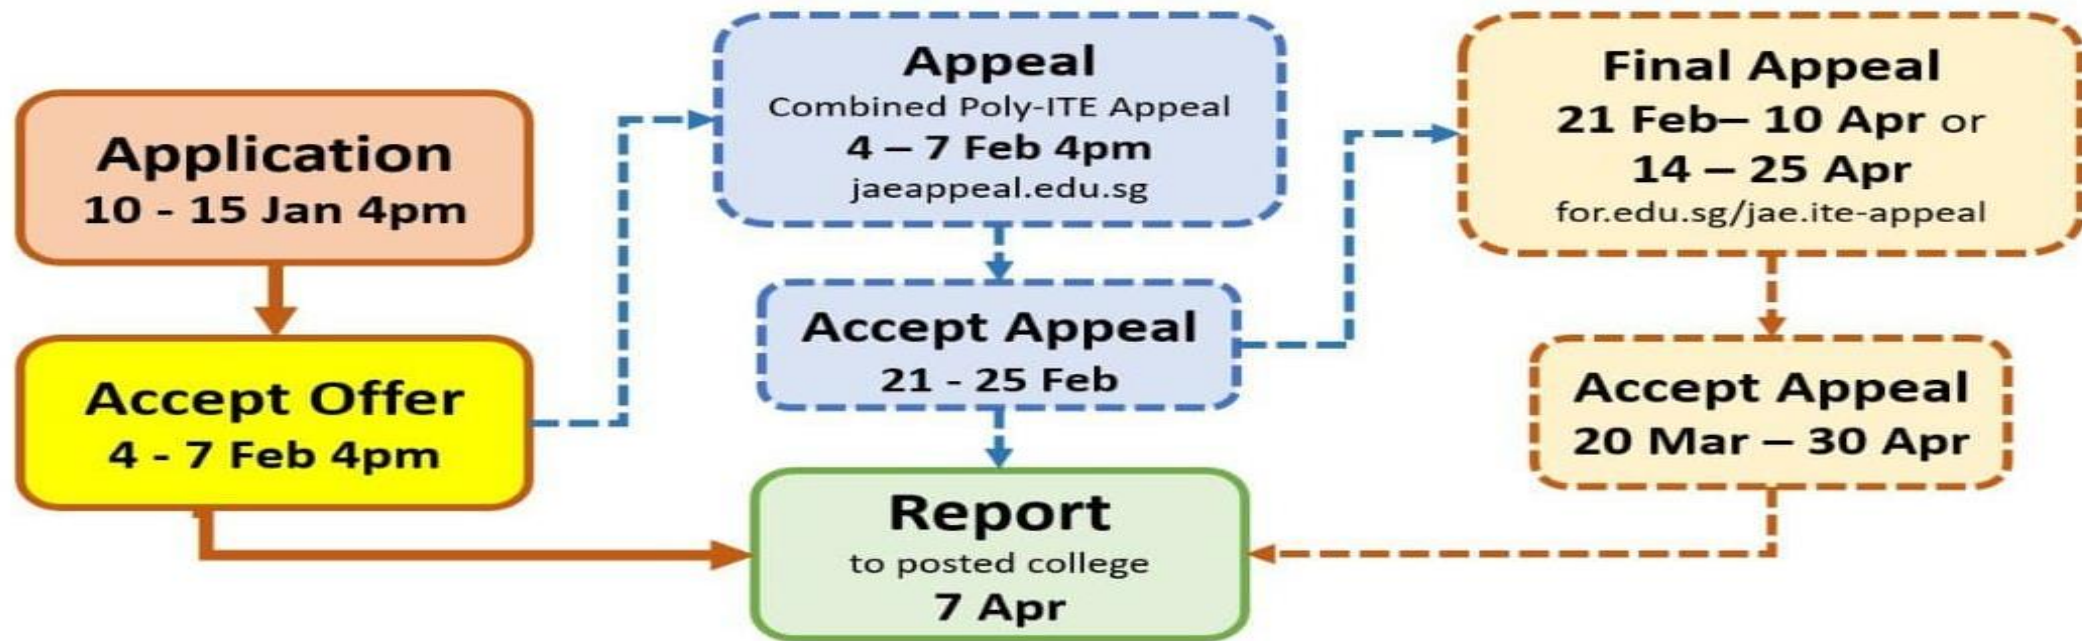 Application
10 - 15 Jan 4pm
Accept Offer
4 - 7 Feb 4pm
Appeal
Combined Poly-ITE Appeal
4 – 7 Feb 4pm
jaeappeal.edu.sg
Accept Appeal
21 - 25 Feb
Report
to posted college
7 Apr
Final Appeal
21 Feb– 10 Apr or
14 – 25 Apr
for.edu.sg/jae.ite-appeal
Accept Appeal
20 Mar – 30 Apr